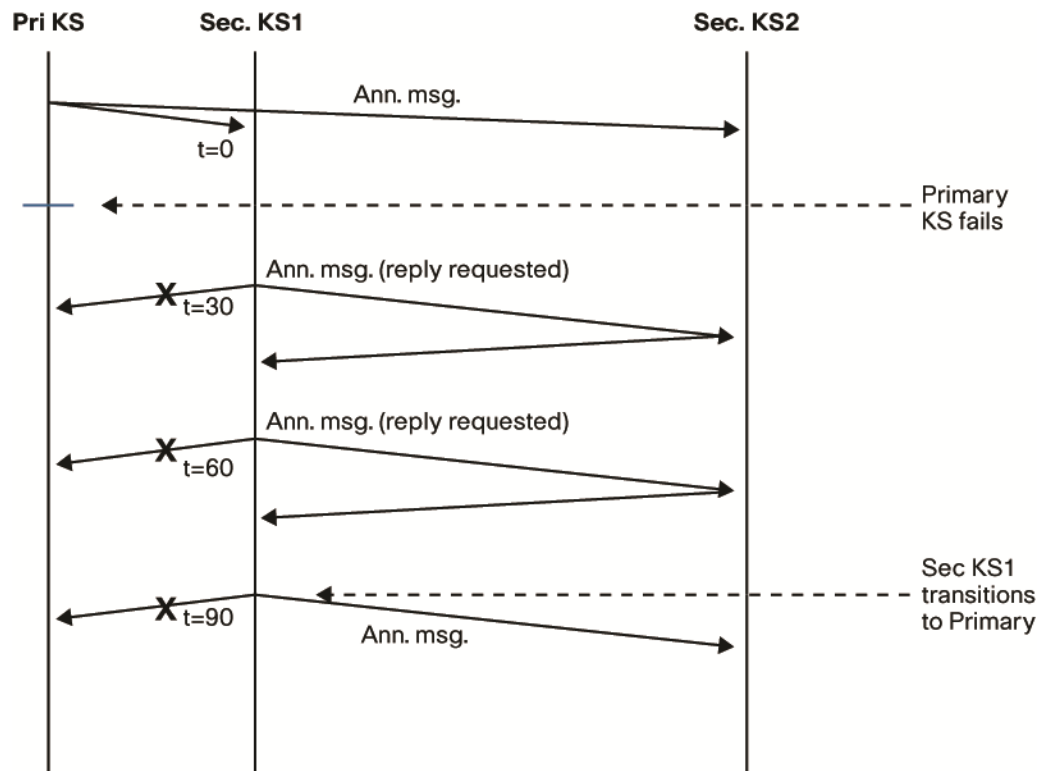 Pri KS
Sec. KS1
Sec. KS2
Ann. msg.
t=0
Primary
KS fails
Ann. msg. (reply requested)
X
t=30
Ann. msg. (reply requested)
X
t=60
Sec KS1
transitions
to Primary
X
t=90
Ann. msg.